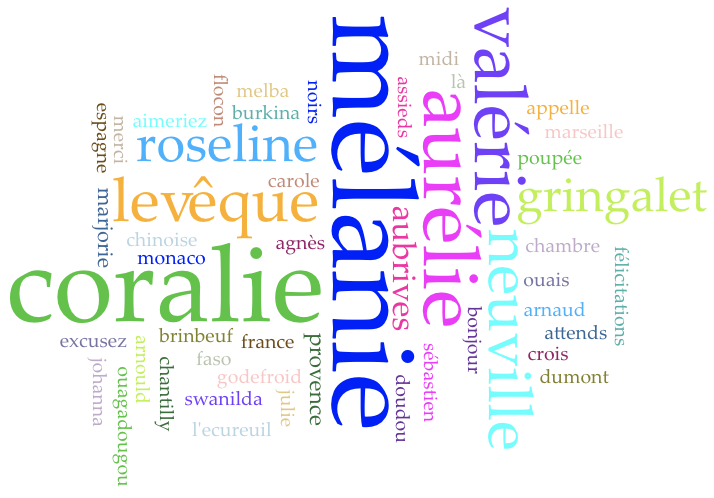 mélanie
coralie
valérie
aurélie
neuville
levêque
roseline
gringalet
aubrives
midi
là
assieds
noirs
melba
flocon
burkina
aimeriez
merci
espagne
carole
marjorie
chinoise
monaco
agnès
appelle
marseille
poupée
chambre
ouais
félicitations
arnaud
attends
crois
dumont
bonjour
sébastien
doudou
provence
france
brinbeuf
faso
godefroid
swanilda
julie
l'ecureuil
chantilly
arnould
ouagadougou
johanna
excusez